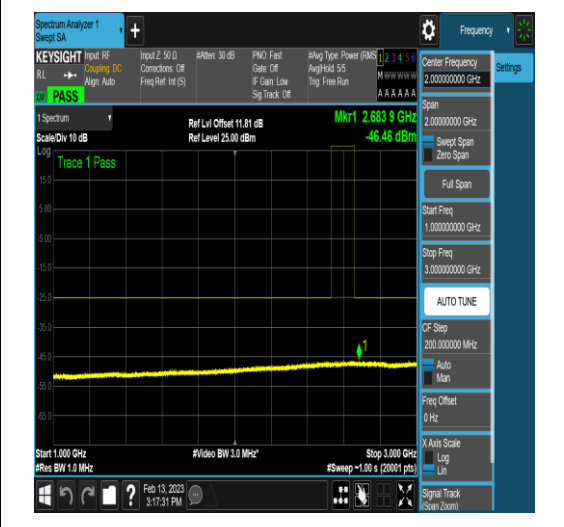 Spectrum Analyzer 1
Swept SA
Frequency
KEYSIGHT Input: RF Input Z: 50 Ω #Atten: 30 dB PNO: Fast #Avg Type: Power (RMS 1 2 3 4 5 6
RL Coupling: DC Corrections: Off Gate: Off Avg|Hold: 5/5 M W W W W W
Align: Auto Freq Ref: Int (S) IF Gain: Low Trig: Free Run
Sig Track: Off A A A A A A
PASS
1 Spectrum
Ref Lvl Offset 11.81 dB Mkr1 2.683 9 GHz
Scale/Div 10 dB Ref Level 25.00 dBm -46.46 dBm
Log
Trace 1 Pass
15.0
5.00
-5.00
-15.0
-25.0
-35.0
-45.0
-55.0
-65.0
1
Start 1.000 GHz #Video BW 3.0 MHz* Stop 3.000 GHz
#Res BW 1.0 MHz #Sweep ~1.00 s (20001 pts)
Feb 13, 2023
3:17:31 PM
?
Center Frequency
2.000000000 GHz
Settings
Span
2.00000000 GHz
Swept Span
Zero Span
Full Span
Start Freq
1.000000000 GHz
Stop Freq
3.000000000 GHz
AUTO TUNE
CF Step
200.000000 MHz
Auto
Man
Freq Offset
0 Hz
X Axis Scale
Log
Lin
Signal Track
(Span Zoom)